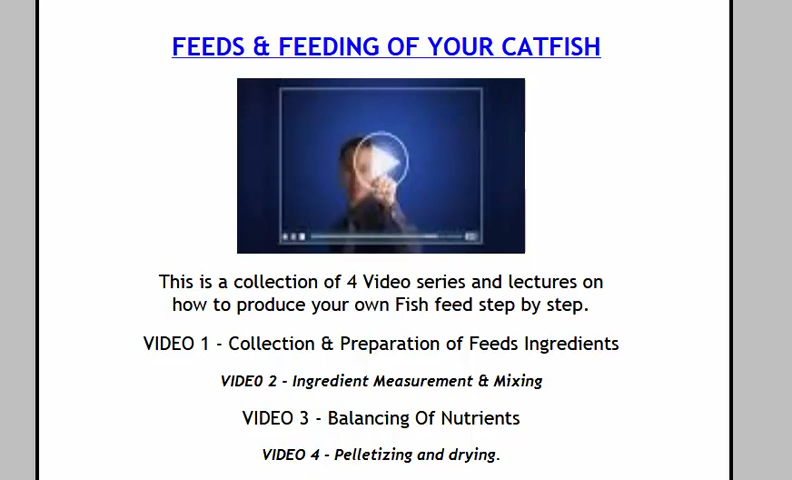 FEEDS & FEEDING OF YOUR CATFISH
This is a collection of 4 Video series and lectures on
how to produce your own Fish feed step by step.
VIDEO 1 - Collection & Preparation of Feeds Ingredients
VIDEO 2 - Ingredient Measurement & Mixing
VIDEO 3 - Balancing Of Nutrients
VIDEO 4 - Pelletizing and drying.